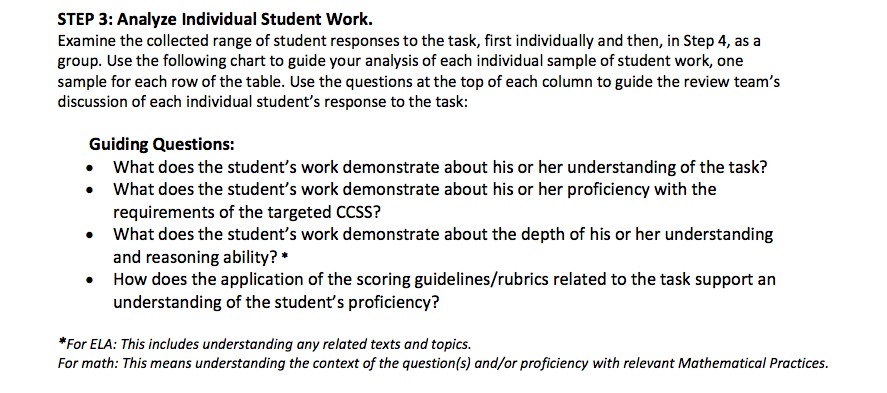 STEP 3: Analyze Individual Student Work.
Examine the collected range of student responses to the task, first individually and then, in Step 4, as a
group. Use the following chart to guide your analysis of each individual sample of student work, one
sample for each row of the table. Use the questions at the top of each column to guide the review team’s
discussion of each individual student’s response to the task:
Guiding Questions:
• What does the student’s work demonstrate about his or her understanding of the task?
• What does the student’s work demonstrate about his or her proficiency with the
requirements of the targeted CCSS?
• What does the student’s work demonstrate about the depth of his or her understanding
and reasoning ability? *
• How does the application of the scoring guidelines/rubrics related to the task support an
understanding of the student’s proficiency?
*For ELA: This includes understanding any related texts and topics.
For math: This means understanding the context of the question(s) and/or proficiency with relevant Mathematical Practices.